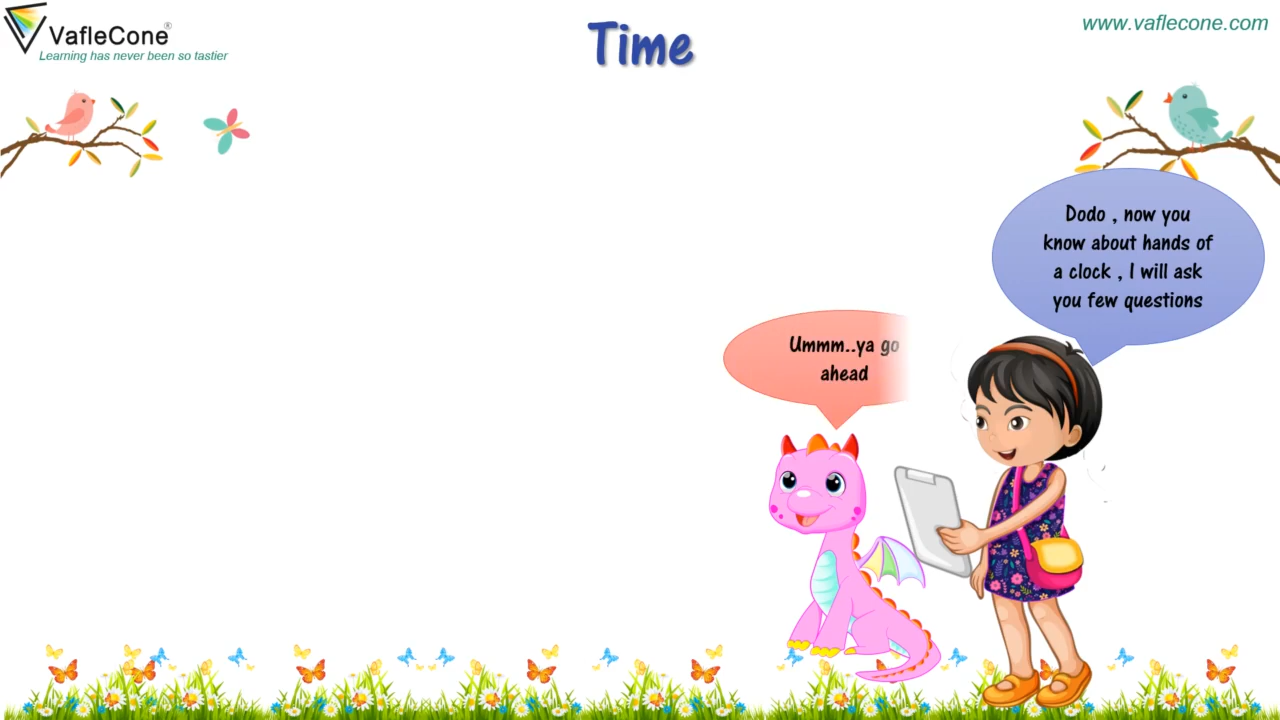 VafleCone®
Learning has never been so tastier
Time
www.vaflecone.com
Dodo , now you
know about hands of
a clock , I will ask
you few questions
Ummm..ya go
ahead